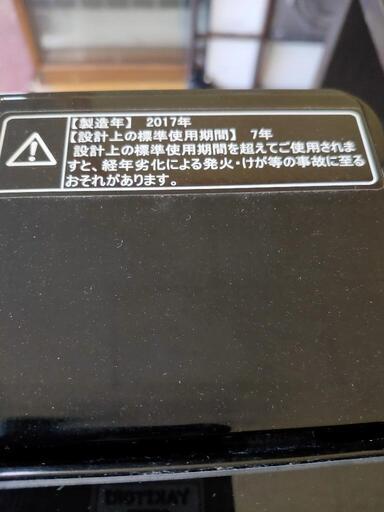 【製造年】 2017年
【設計上の標準使用期間】 7年
設計上の標準使用期間を超えてご使用されま
すと、経年劣化による発火・けが等の事故に至る
おそれがあります。